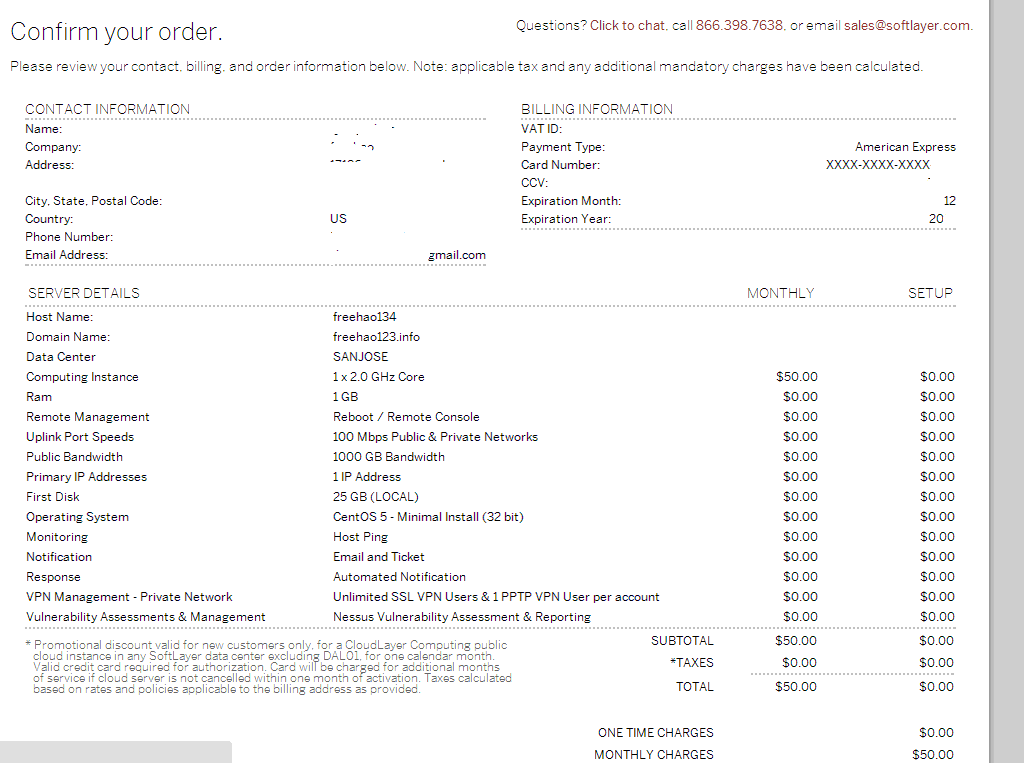 Confirm your order.
Questions? Click to chat, call 866.398.7638, or email sales@softlayer.com.
Please review your contact, billing, and order information below. Note: applicable tax and any additional mandatory charges have been calculated.
CONTACT INFORMATION
Name:
Company:
Address:
City, State, Postal Code:
Country: US
Phone Number:
Email Address: gmail.com
BILLING INFORMATION
VAT ID:
Payment Type: American Express
Card Number: XXXX-XXXX-XXXX
CCV:
Expiration Month: 12
Expiration Year: 20
SERVER DETAILS MONTHLY SETUP
Host Name: freehao134
Domain Name: freehao123.info
Data Center SANJOSE
Computing Instance 1 x 2.0 GHz Core $50.00 $0.00
Ram 1 GB $0.00 $0.00
Remote Management Reboot / Remote Console $0.00 $0.00
Uplink Port Speeds 100 Mbps Public & Private Networks $0.00 $0.00
Public Bandwidth 1000 GB Bandwidth $0.00 $0.00
Primary IP Addresses 1 IP Address $0.00 $0.00
First Disk 25 GB (LOCAL) $0.00 $0.00
Operating System CentOS 5 - Minimal Install (32 bit) $0.00 $0.00
Monitoring Host Ping $0.00 $0.00
Notification Email and Ticket $0.00 $0.00
Response Automated Notification $0.00 $0.00
VPN Management - Private Network Unlimited SSL VPN Users & 1 PPTP VPN User per account $0.00 $0.00
Vulnerability Assessments & Management Nessus Vulnerability Assessment & Reporting $0.00 $0.00
* Promotional discount valid for new customers only, for a CloudLayer Computing public
cloud instance in any SoftLayer data center excluding DAL01, for one calendar month.
Valid credit card required for authorization. Card will be charged for additional months
of service if cloud server is not cancelled within one month of activation. Taxes calculated
based on rates and policies applicable to the billing address as provided.
SUBTOTAL $50.00 $0.00
*TAXES $0.00 $0.00
TOTAL $50.00 $0.00
ONE TIME CHARGES $0.00
MONTHLY CHARGES $50.00